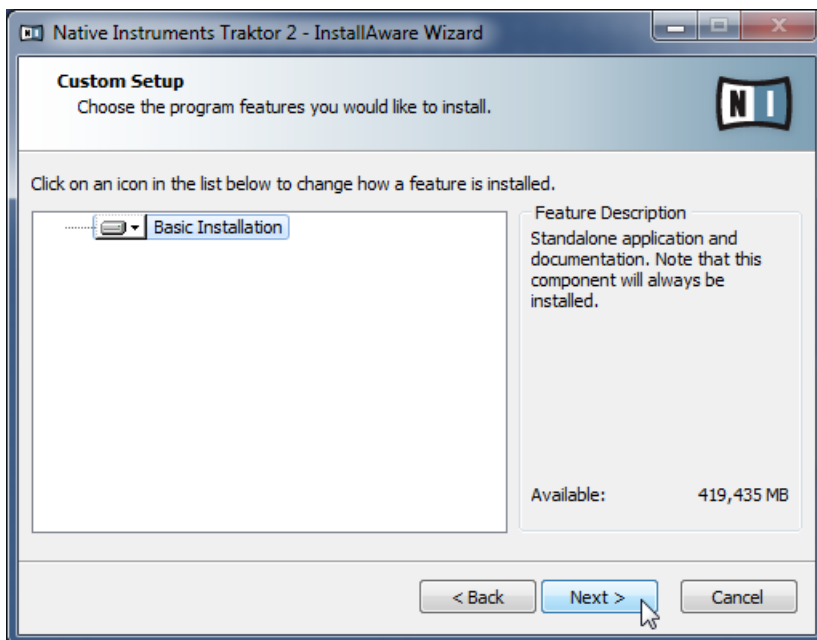 Native Instruments Traktor 2 - InstallAware Wizard
Custom Setup
Choose the program features you would like to install.
N I
Click on an icon in the list below to change how a feature is installed.
Basic Installation
Feature Description
Standalone application and
documentation. Note that this
component will always be
installed.
Available: 419,435 MB
< Back Next > Cancel